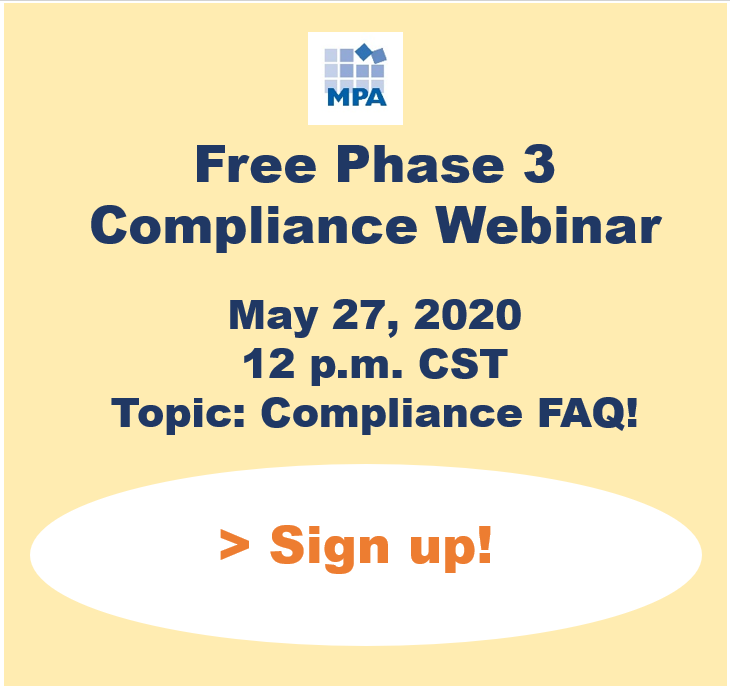 MPA
Free Phase 3
Compliance Webinar
May 27, 2020
12 p.m. CST
Topic: Compliance FAQ!
> Sign up!